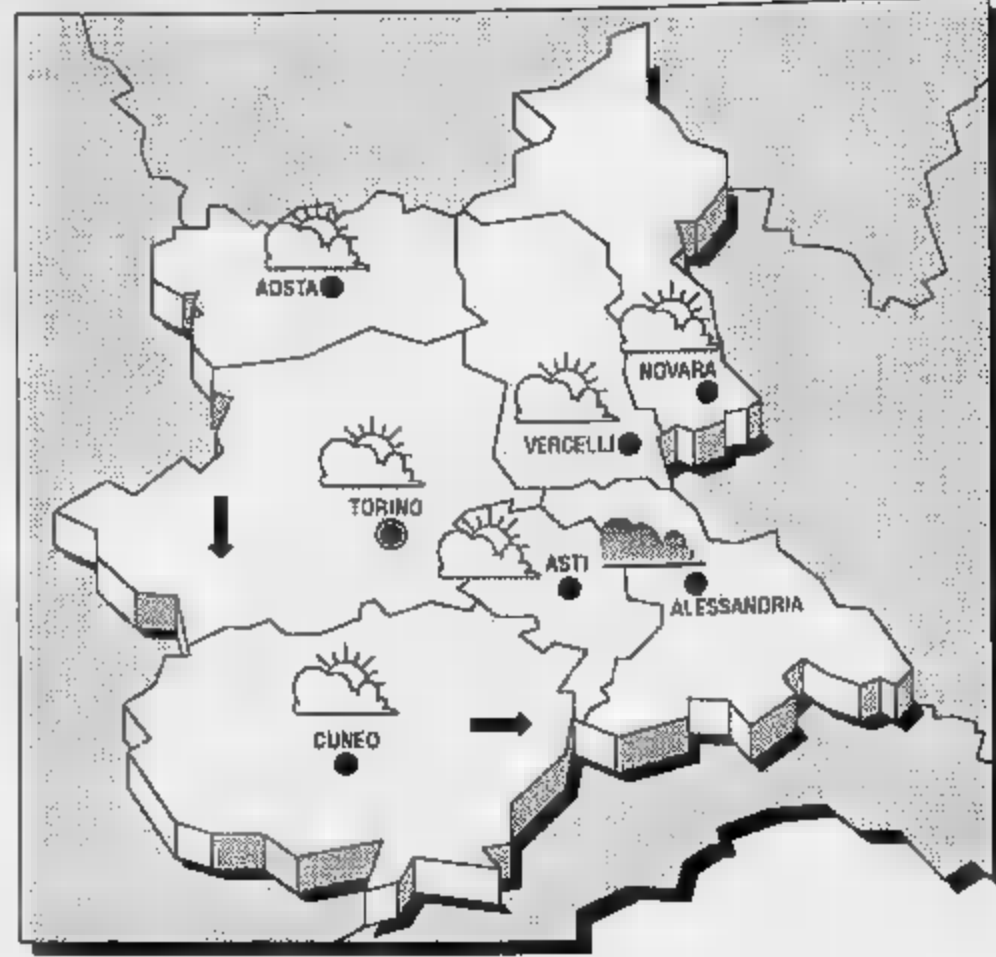 AOSTA
NOVARA
VERCELLI
TORINO
ASTI
ALESSANDRIA
CUNEO